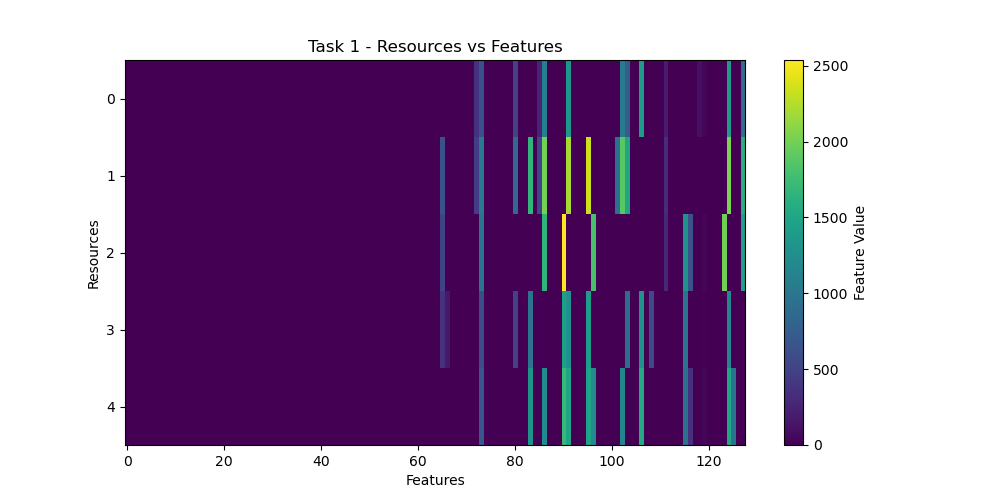 Task 1 - Resources vs Features
Resources
0
1
2
3
4
0 20 40 60 80 100 120
Features
2500
2000
1500
1000
500
0
Feature Value